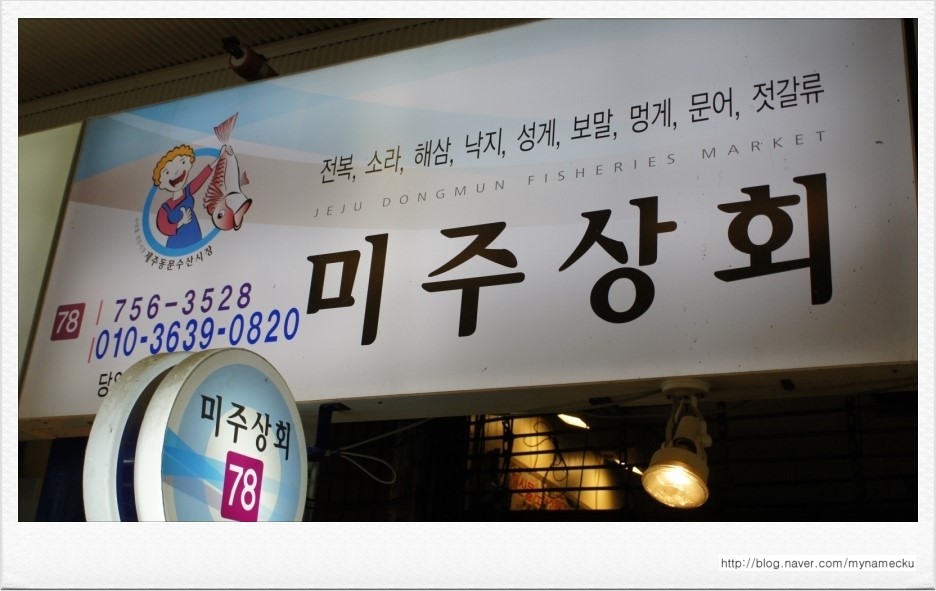 전복, 소라, 해삼, 낙지, 성게, 보말, 멍게, 문어, 젓갈류
JEJU DONGMUN FISHERIES MARKET
미주상회
제주동문수산시장
78
756-3528
010-3639-0820
미주상회
78
http://blog.naver.com/mynamecku